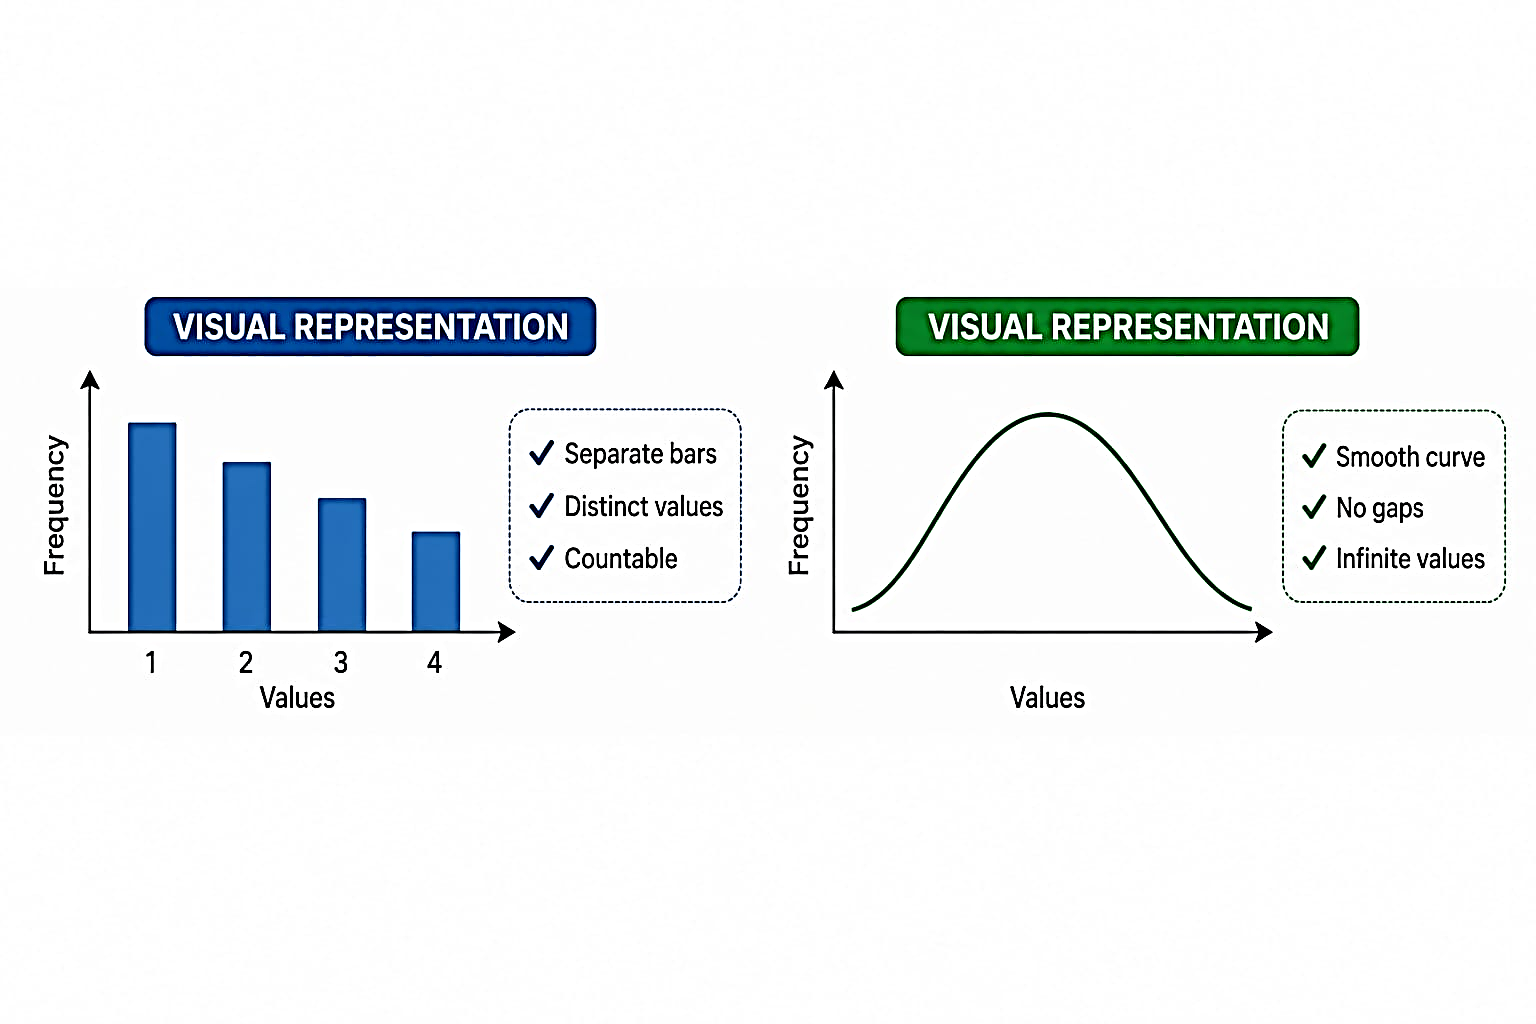 VISUAL REPRESENTATION
Frequency
Separate bars
Distinct values
Countable
1 2 3 4
Values
VISUAL REPRESENTATION
Frequency
Smooth curve
No gaps
Infinite values
Values